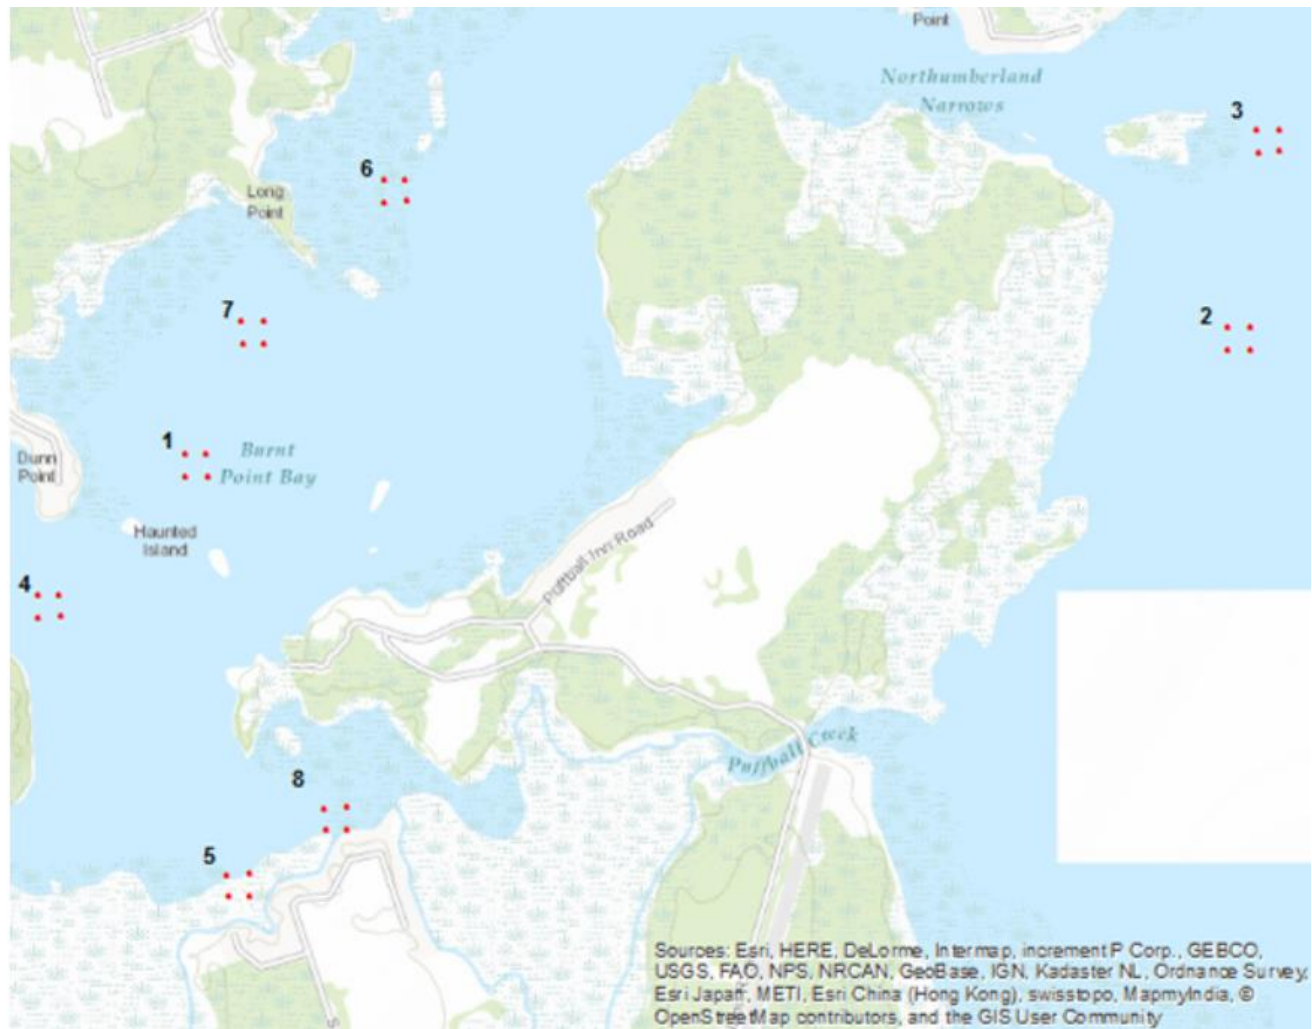 Point
Northumberland
Narrows
3
6
Long
Point
7
2
1
Burnt
Point Bay
Dunn
Point
Haunted
Island
4
Puffball Inn Road
Puffball Creek
8
5
S
Sources: Esri, HERE, DeLorme, Intermap, increment P Corp., GEBCO,
USGS, FAO, NPS, NRCAN, GeoBase, IGN, Kadaster NL, Ordnance Survey,
Esri Japan, METI, Esri China (Hong Kong), swisstopo, MapmyIndia, ©
OpenStreetMap contributors, and the GIS User Community